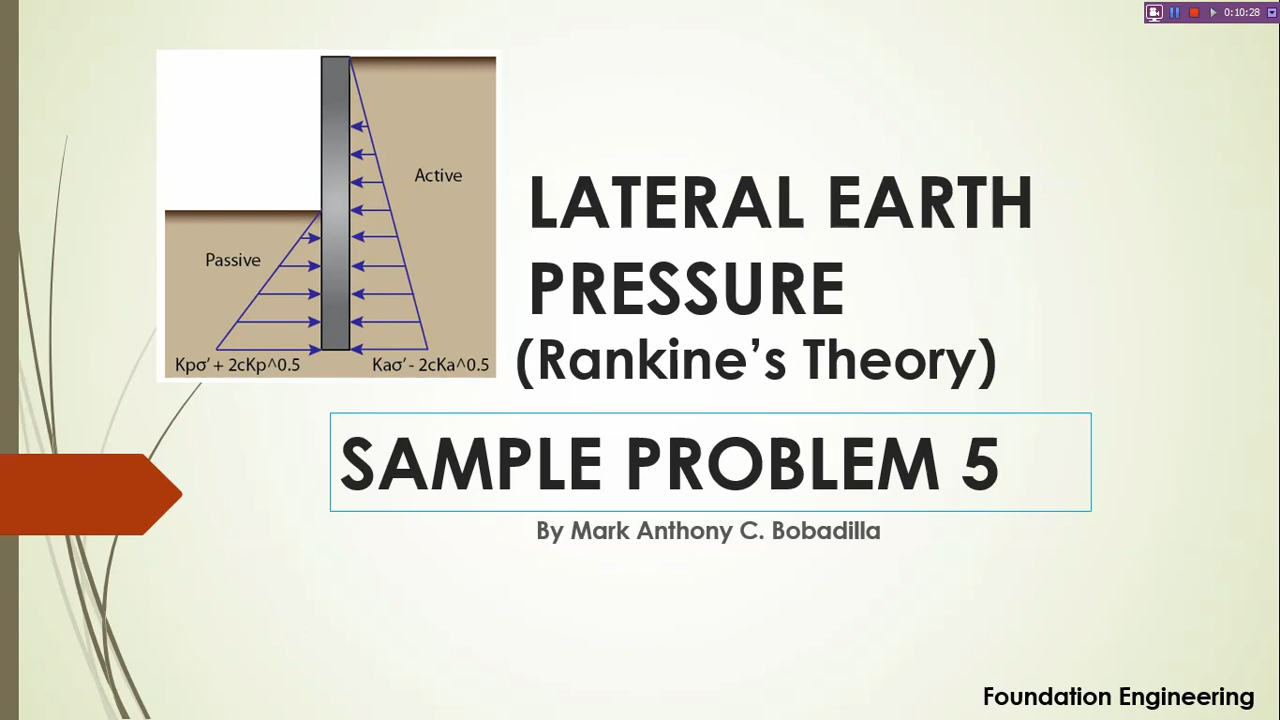 0:10:28
Active
Passive
Kpσ' + 2cKp^0.5
Kaσ' - 2cKa^0.5
LATERAL EARTH
PRESSURE
(Rankine’s Theory)
SAMPLE PROBLEM 5
By Mark Anthony C. Bobadilla
Foundation Engineering